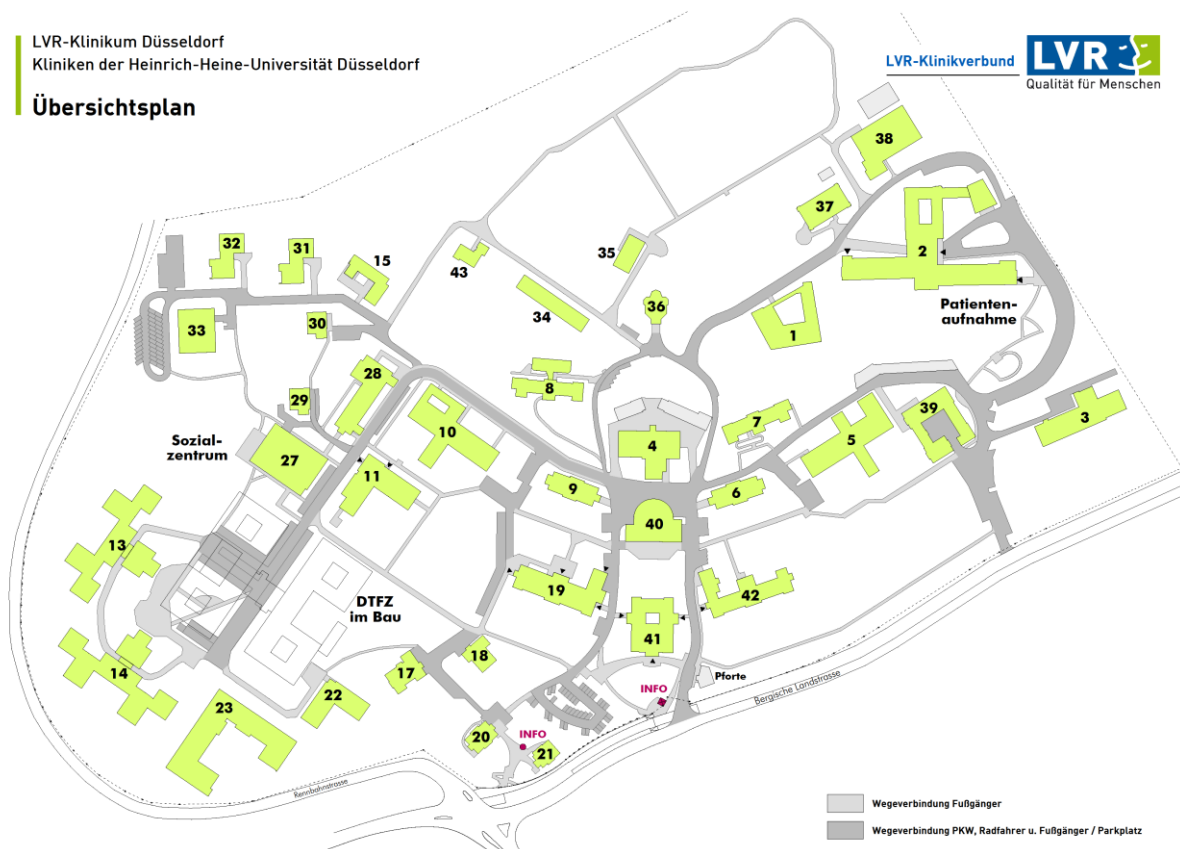 LVR-Klinikum Düsseldorf
Kliniken der Heinrich-Heine-Universität Düsseldorf
Übersichtsplan
LVR-Klinikverbund
LVR
Qualität für Menschen
38
37
2
32
31
15
43
35
36
34
33
30
1
Patienten-
aufnahme
28
8
29
10
7
5
39
3
4
Sozial-
zentrum
27
11
9
6
40
13
19
42
DTFZ
im Bau
41
14
17
18
Pforte
22
INFO
Bergische Landstrasse
23
20
INFO
21
Rennbahnstrasse
Wegeverbindung Fußgänger
Wegeverbindung PKW, Radfahrer u. Fußgänger / Parkplatz